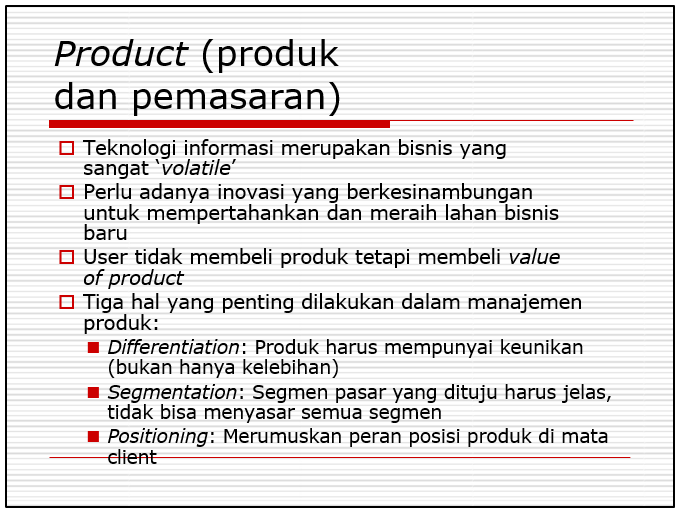 Product (produk
dan pemasaran)
Teknologi informasi merupakan bisnis yang
sangat ‘volatile’
Perlu adanya inovasi yang berkesinambungan
untuk mempertahankan dan meraih lahan bisnis
baru
User tidak membeli produk tetapi membeli value
of product
Tiga hal yang penting dilakukan dalam manajemen
produk:
Differentiation: Produk harus mempunyai keunikan
(bukan hanya kelebihan)
Segmentation: Segmen pasar yang dituju harus jelas,
tidak bisa menyasar semua segmen
Positioning: Merumuskan peran posisi produk di mata
client